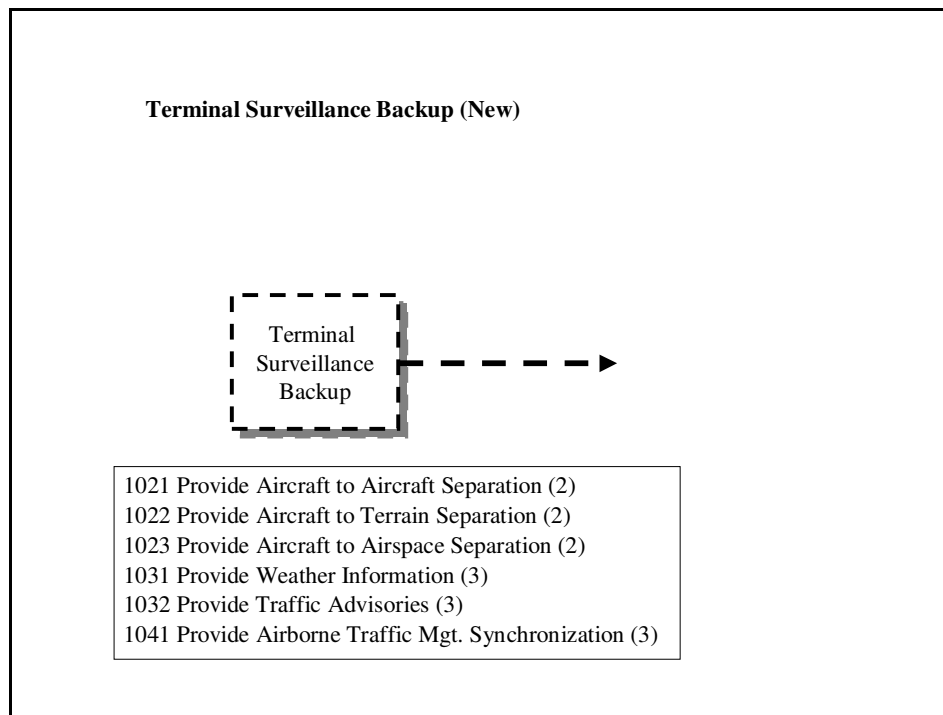 Terminal Surveillance Backup (New)
Terminal
Surveillance
Backup
1021 Provide Aircraft to Aircraft Separation (2)
1022 Provide Aircraft to Terrain Separation (2)
1023 Provide Aircraft to Airspace Separation (2)
1031 Provide Weather Information (3)
1032 Provide Traffic Advisories (3)
1041 Provide Airborne Traffic Mgt. Synchronization (3)